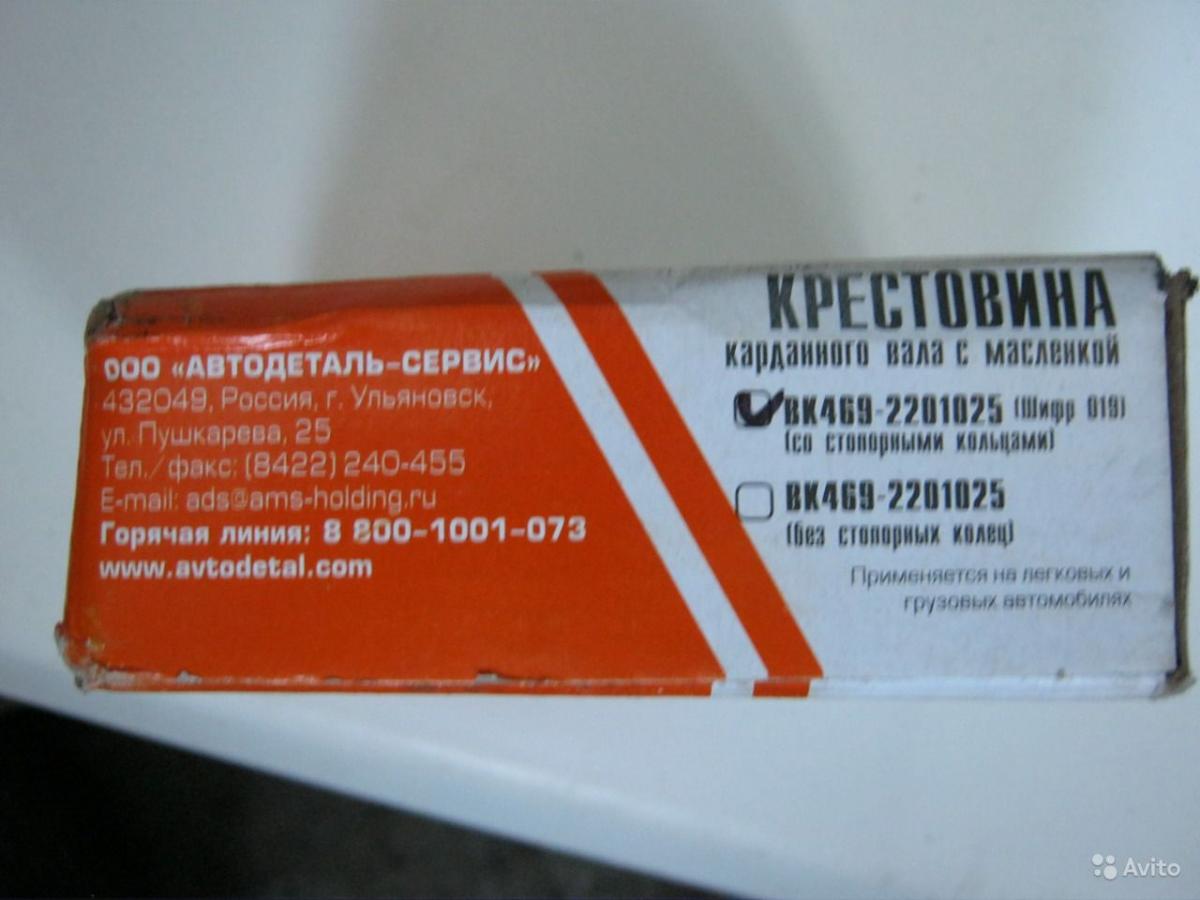 ООО «АВТОДЕТАЛЬ-СЕРВИС»
432049, Россия, г. Ульяновск,
ул. Пушкарева, 25
Тел./факс: (8422) 240-455
E-mail: ads@ams-holding.ru
Горячая линия: 8 800-1001-073
www.avtodetal.com
КРЕСТОВИНА
карданного вала с масленкой
ВК469-2201025 (Шифр 019)
(со стопорными кольцами)
ВК469-2201025
(без стопорных колец)
Применяется на легковых и
грузовых автомобилях
Avito